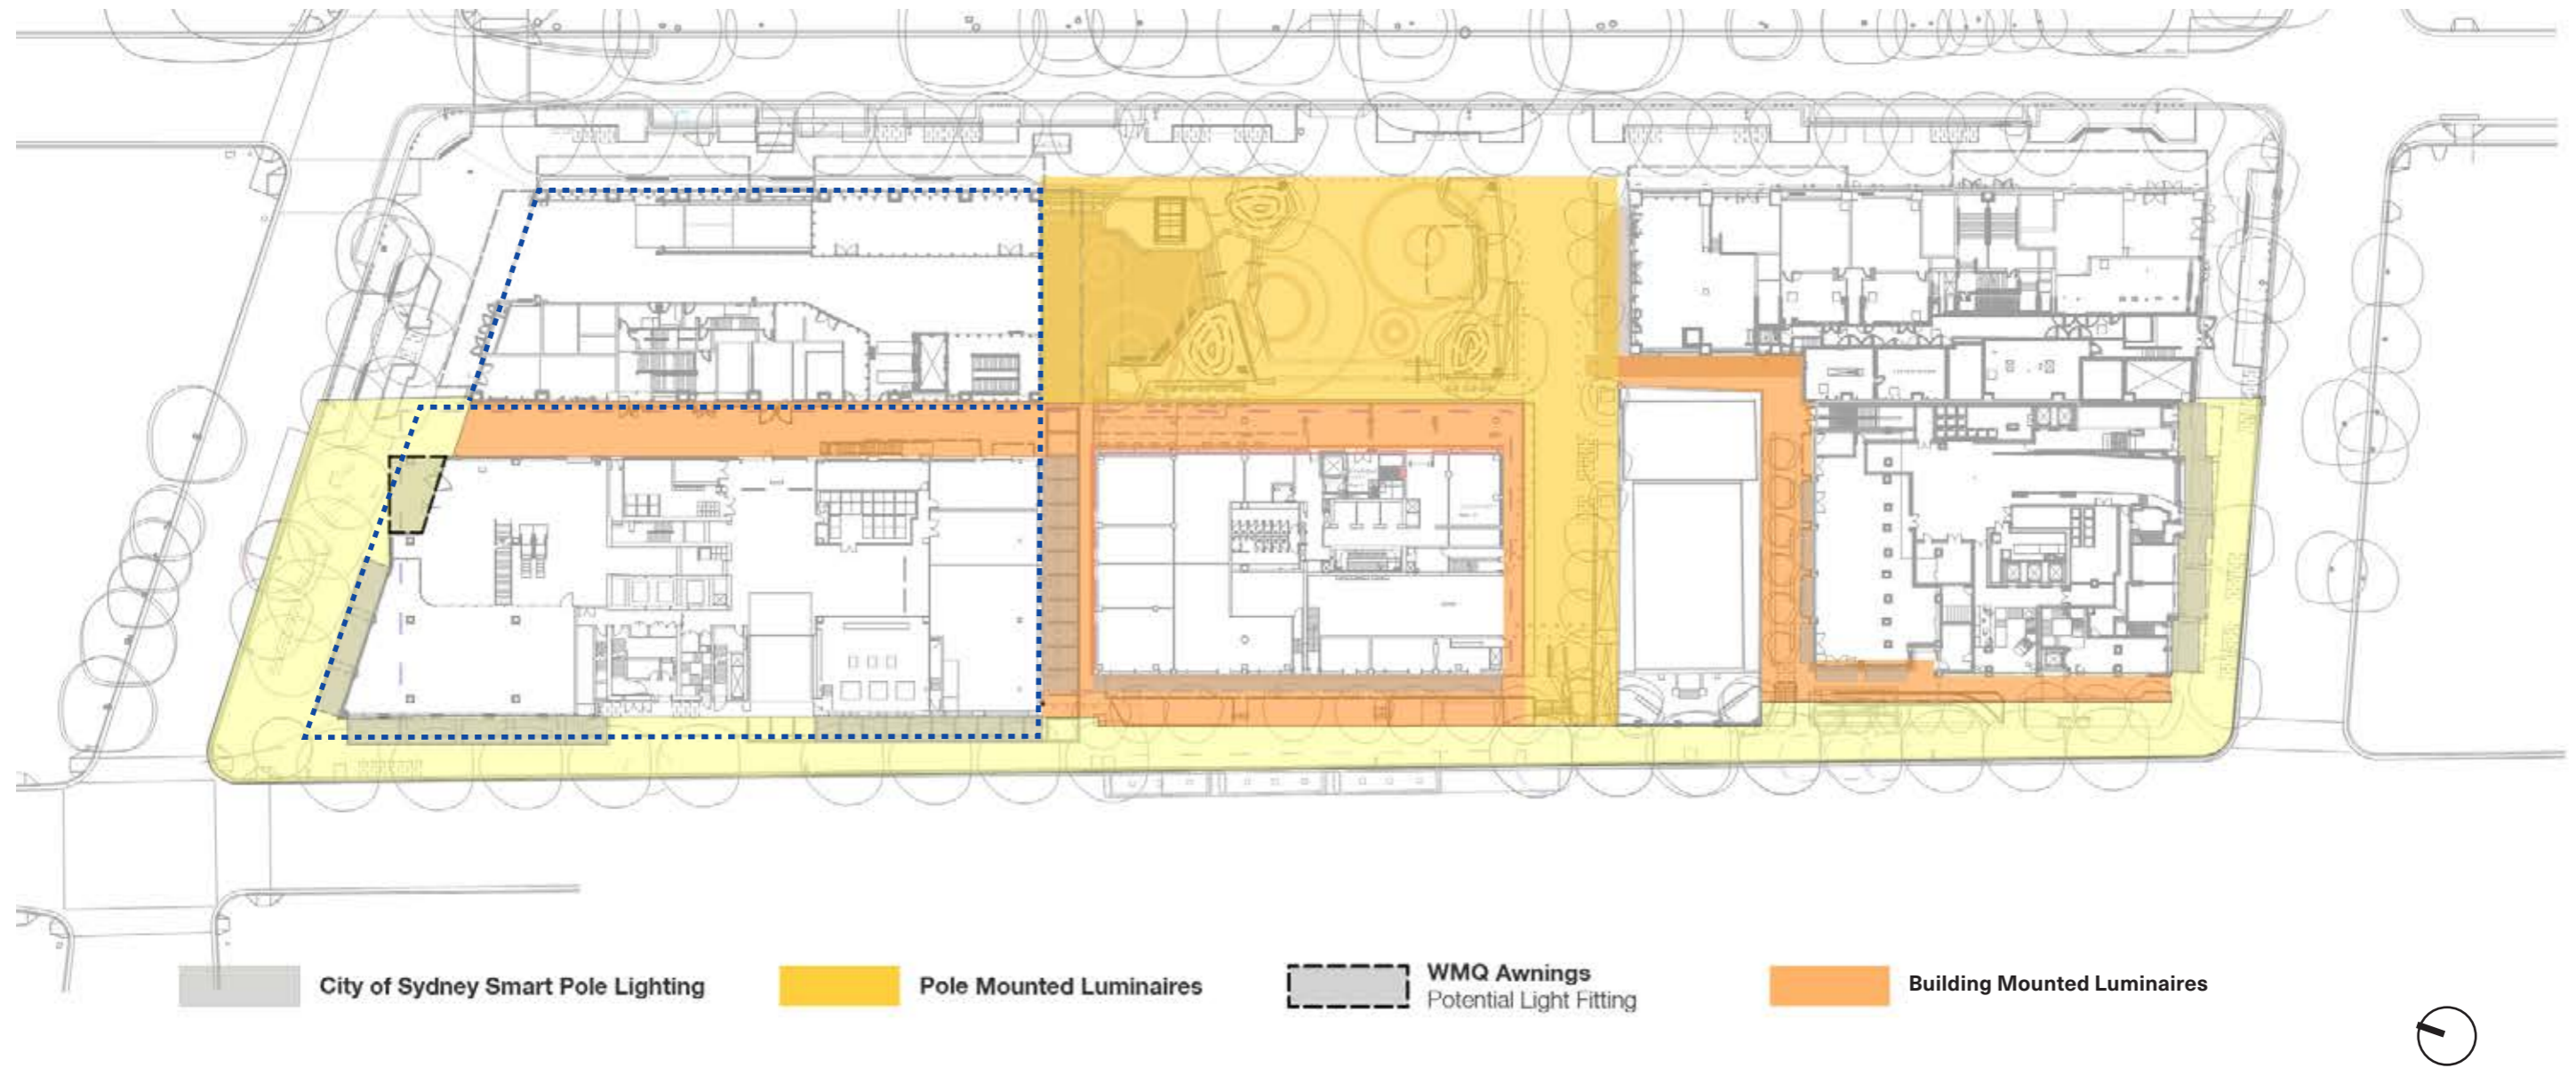 City of Sydney Smart Pole Lighting
Pole Mounted Luminaires
WMQ Awnings
Potential Light Fitting
Building Mounted Luminaires